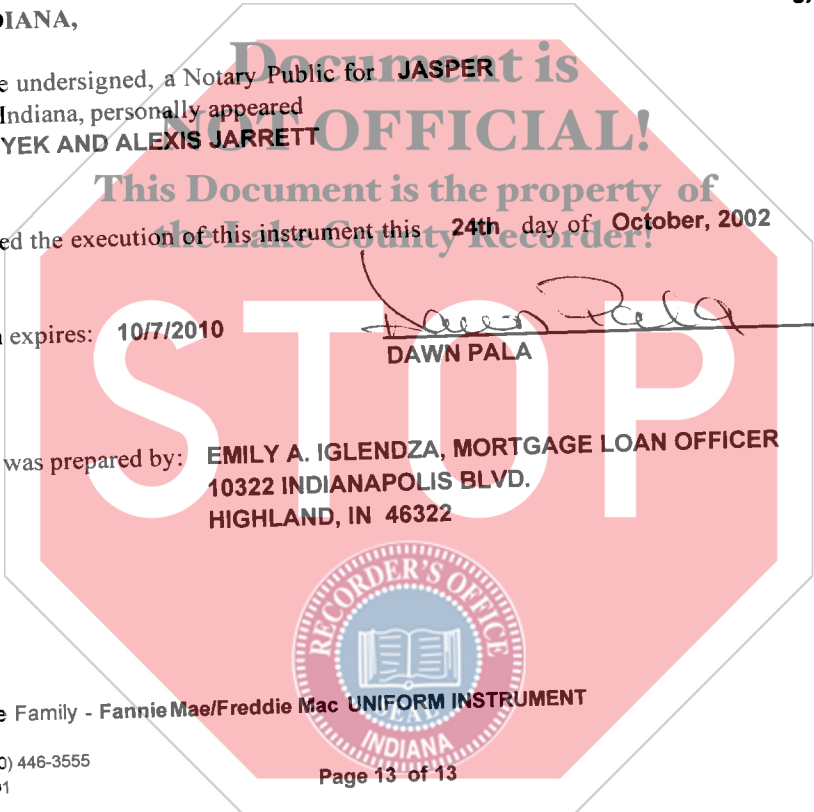 DIANA,
Document is
e undersigned, a Notary Public for JASPER
Indiana, personally appeared
NOT OFFICIAL!
YEK AND ALEXIS JARRETT
This Document is the property of
ed the execution of this instrument this 24th day of October, 2002
the Lake County Recorder!
STOP
n expires: 10/7/2010
Dawn Pala
DAWN PALA
was prepared by: EMILY A. IGLENDZA, MORTGAGE LOAN OFFICER
10322 INDIANAPOLIS BLVD.
HIGHLAND, IN 46322
RECORDER'S OFFICE
SEAL
INDIANA
e Family - Fannie Mae/Freddie Mac UNIFORM INSTRUMENT
0) 446-3555
Page 13 of 13